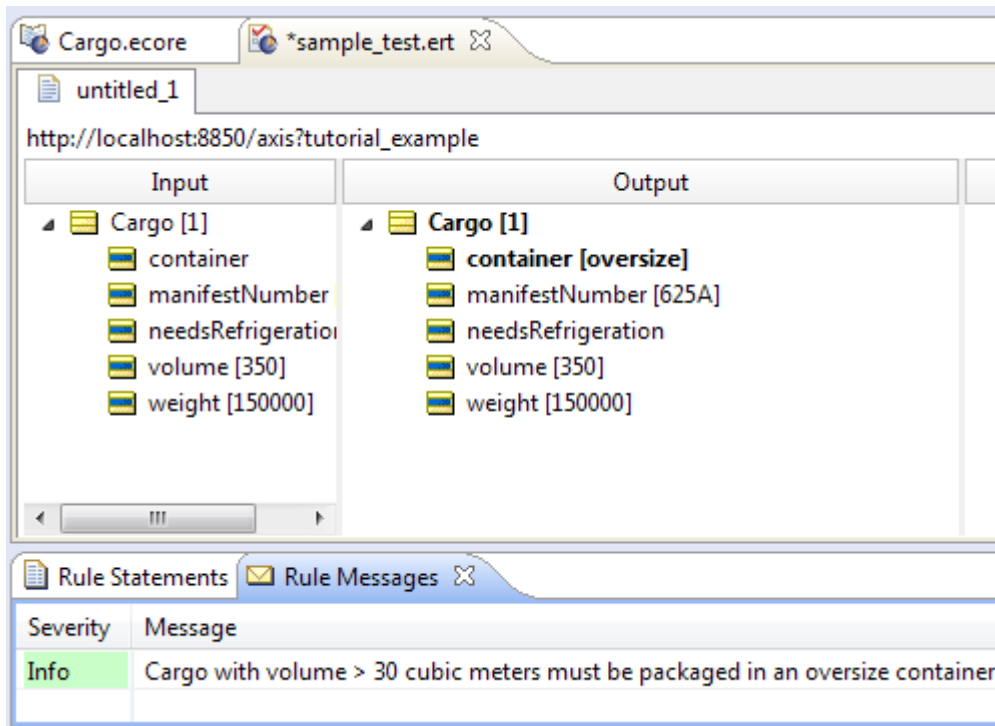 Cargo.ecore *sample_test.ert
untitled_1
http://localhost:8850/axis?tutorial_example
Input Output
Cargo [1] Cargo [1]
container container [oversize]
manifestNumber manifestNumber [625A]
needsRefrigeration needsRefrigeration
volume [350] volume [350]
weight [150000] weight [150000]
Rule Statements Rule Messages
Severity Message
Info Cargo with volume > 30 cubic meters must be packaged in an oversize container